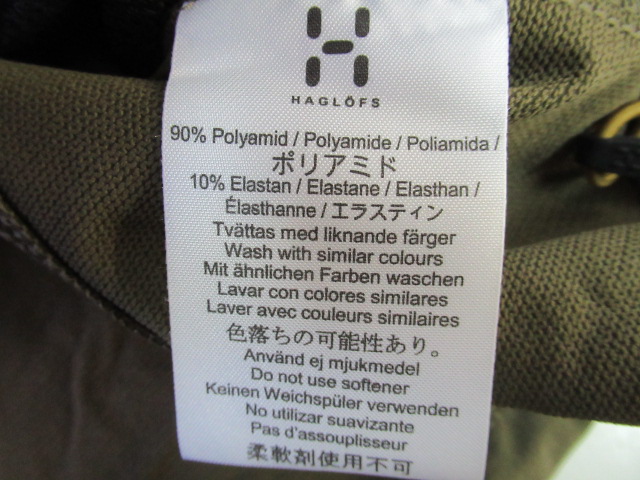 HAGLÖFS
90% Polyamid / Polyamide / Poliamida /
ポリアミド
10% Elastan / Elastane / Elasthan /
Élasthanne / エラスティン
Tvättas med liknande färger
Wash with similar colours
Mit ähnlichen Farben waschen
Lavar con colores similares
Laver avec couleurs similaires
色落ちの可能性あり。
Använd ej mjukmedel
Do not use softener
Keinen Weichspüler verwenden
No utilizar suavizante
Pas d'assouplisseur
柔軟剤使用不可